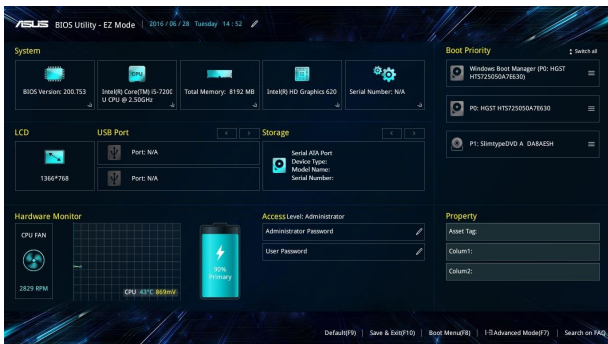 ASUS BIOS Utility - EZ Mode | 2016/06/28 Tuesday 14:52
System
Boot Priority
Switch all
CPU
BIOS Version: 200.T53
Intel(R) Core(TM) i5-7200
U CPU @ 2.50GHz
Total Memory: 8192 MB
Intel(R) HD Graphics 620
Serial Number: N/A
Windows Boot Manager (P0: HGST
HTS725050A7E630)
P0: HGST HTS725050A7E630
P1: SlimtypeDVD A DA8AESH
LCD
1366*768
USB Port
Port: N/A
Port: N/A
Storage
Serial ATA Port
Device Type:
Model Name:
Serial Number:
Hardware Monitor
CPU FAN
2829 RPM
CPU 43°C 869mV
90%
Primary
Access Level: Administrator
Administrator Password
User Password
Property
Asset Tag:
Colum1:
Colum2:
Default(F9) | Save & Exit(F10) | Boot Menu(F8) | Advanced Mode(F7) | Search on FAQ